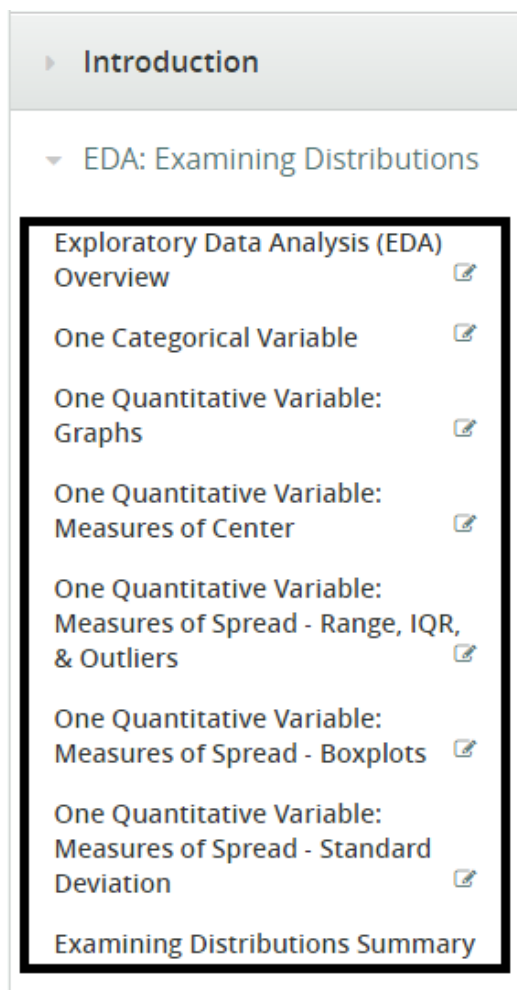 Introduction
EDA: Examining Distributions
Exploratory Data Analysis (EDA)
Overview
One Categorical Variable
One Quantitative Variable:
Graphs
One Quantitative Variable:
Measures of Center
One Quantitative Variable:
Measures of Spread - Range, IQR,
& Outliers
One Quantitative Variable:
Measures of Spread - Boxplots
One Quantitative Variable:
Measures of Spread - Standard
Deviation
Examining Distributions Summary